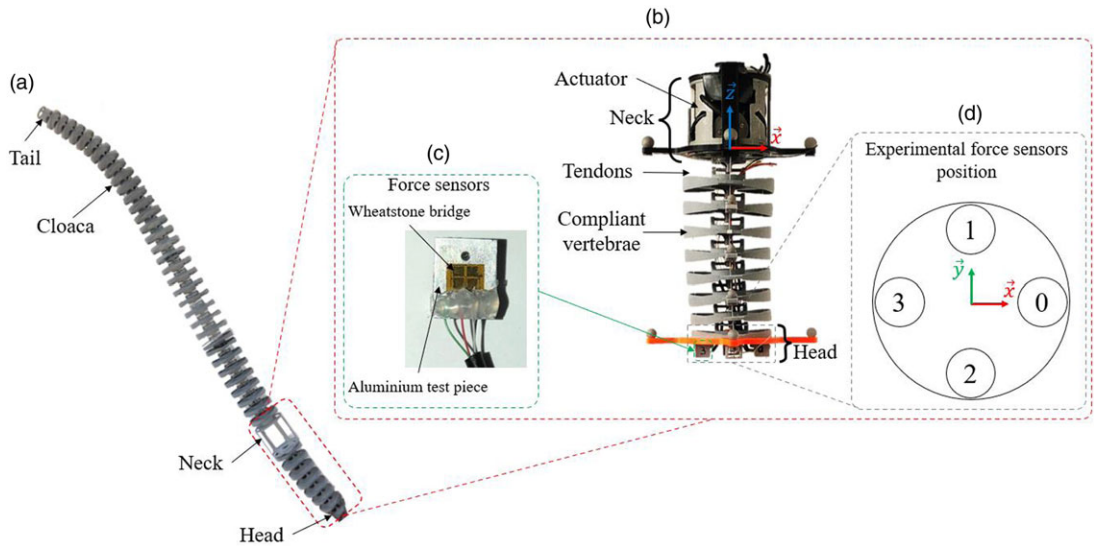 (a)
Tail
Cloaca
Neck
Head
(b)
Actuator
Neck
z
x
Tendons
Compliant
vertebrae
Head
(c)
Force sensors
Wheatstone bridge
Aluminium test piece
(d)
Experimental force sensors
position
1
y
x
3
0
2